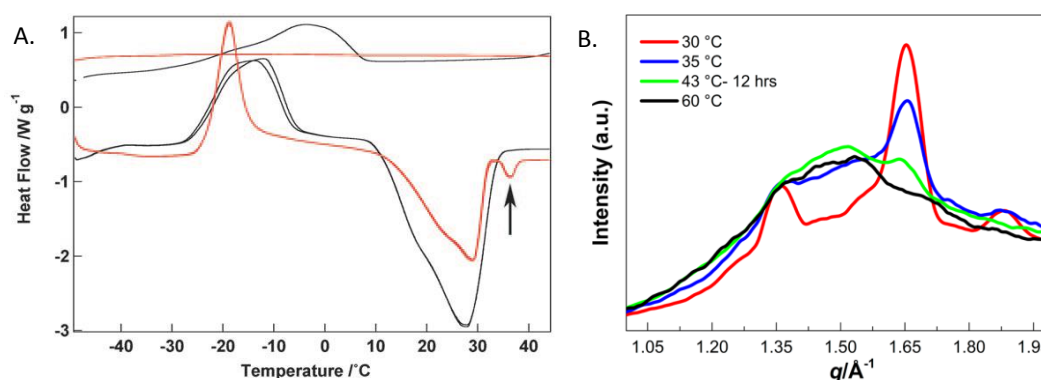 A.
Heat Flow /W g⁻¹
1
0
-1
-2
-3
-40 -30 -20 -10 0 10 20 30 40
Temperature /˚C
B.
30 °C
35 °C
43 °C- 12 hrs
60 °C
Intensity (a.u.)
1.05 1.20 1.35 1.50 1.65 1.80 1.9
q/Å⁻¹